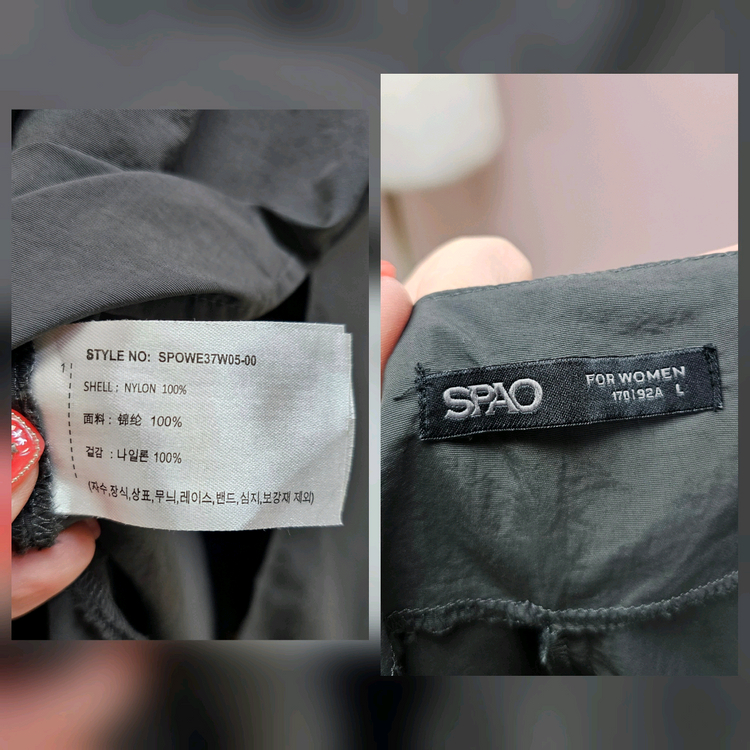 1
STYLE NO: SPOWE37W05-00
SHELL : NYLON 100%
面料 : 锦纶 100%
겉감 : 나일론 100%
(자수,장식,상표,무늬,레이스,밴드,심지,보강재 제외)
SPAO
FOR WOMEN
170|92A L